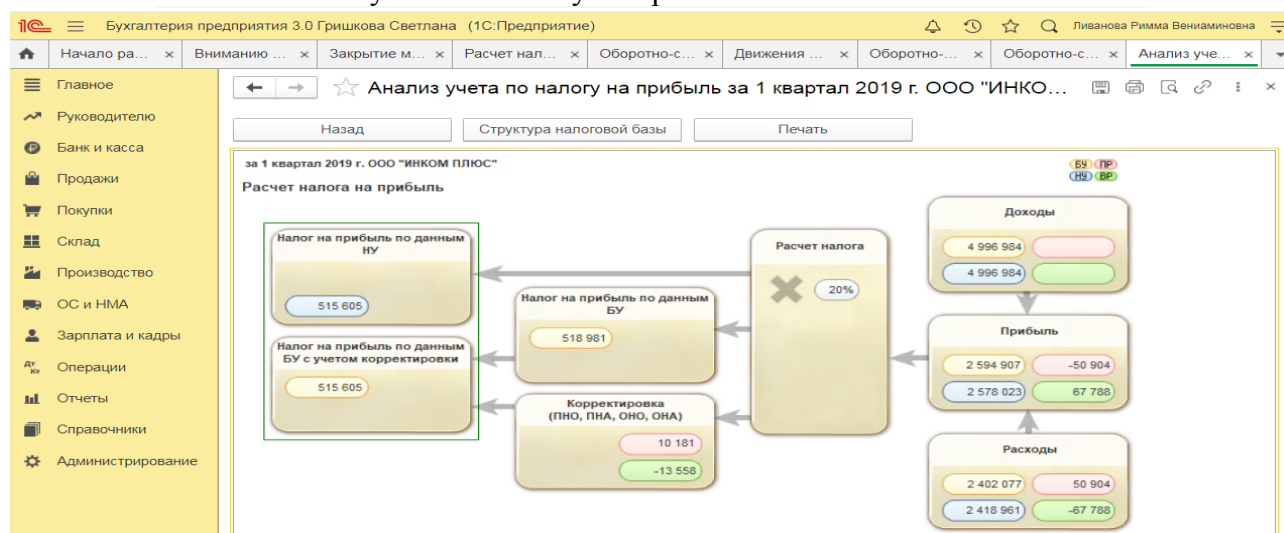 1С Бухгалтерия предприятия 3.0 Гришкова Светлана (1С:Предприятие) Ливанова Римма Вениаминовна
Начало ра... × Вниманию ... × Закрытие м... × Расчет нал... × Оборотно-с... × Движения ... × Оборотно-... × Оборотно-с... × Анализ уче... ×
Главное
Руководителю
Банк и касса
Продажи
Покупки
Склад
Производство
ОС и НМА
Зарплата и кадры
Операции
Отчеты
Справочники
Администрирование
Анализ учета по налогу на прибыль за 1 квартал 2019 г. ООО "ИНКО...
Назад Структура налоговой базы Печать
за 1 квартал 2019 г. ООО "ИНКОМ ПЛЮС"
БУ ПР
НУ ВР
Расчет налога на прибыль
Налог на прибыль по данным
НУ
515 605
Налог на прибыль по данным
БУ с учетом корректировки
515 605
Налог на прибыль по данным
БУ
518 981
Корректировка
(ПНО, ПНА, ОНО, ОНА)
10 181
-13 558
Расчет налога
20%
Доходы
4 996 984
4 996 984
Прибыль
2 594 907 -50 904
2 578 023 67 788
Расходы
2 402 077 50 904
2 418 961 -67 788